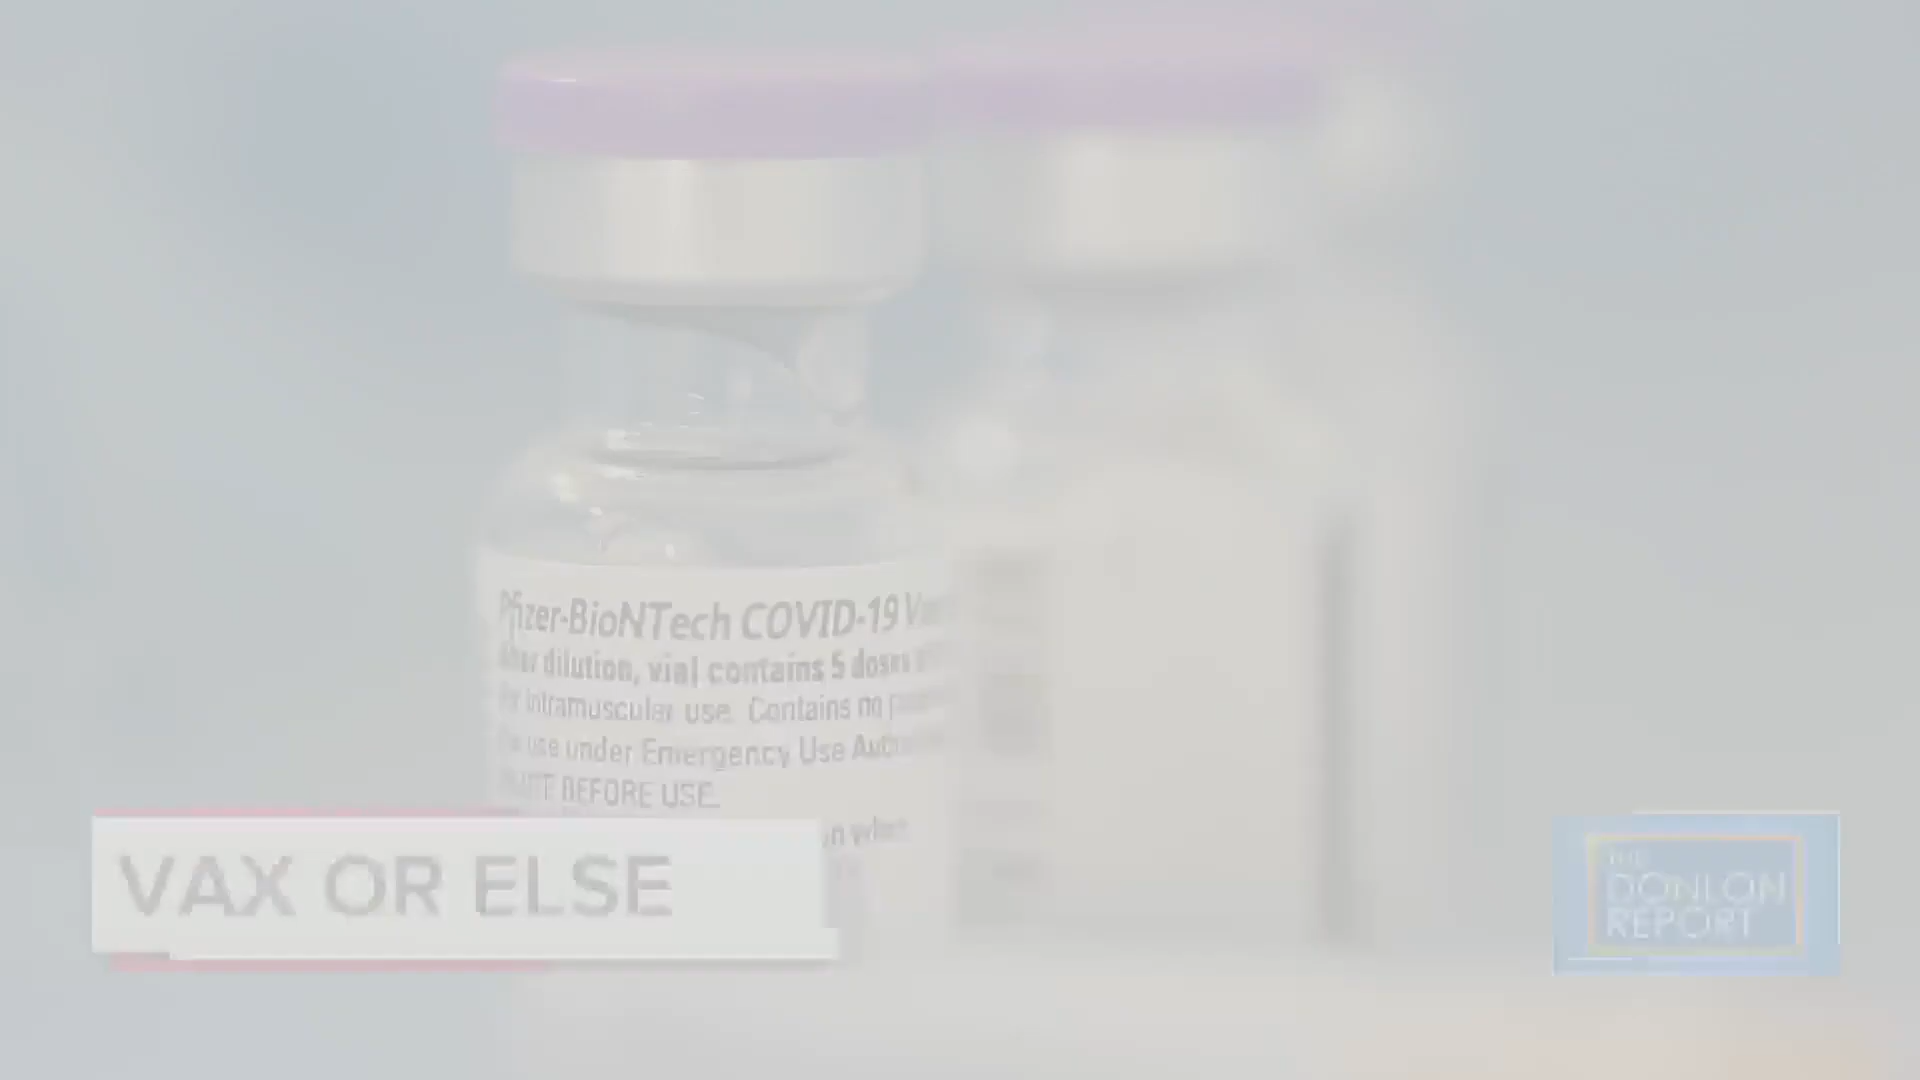 Pfizer-BioNTech COVID-19
dilution, vial contains 5 doses
intramuscular use. Contains no
use under Emergency Use
BEFORE USE.
VAX OR ELSE
THE
DONLON
REPORT